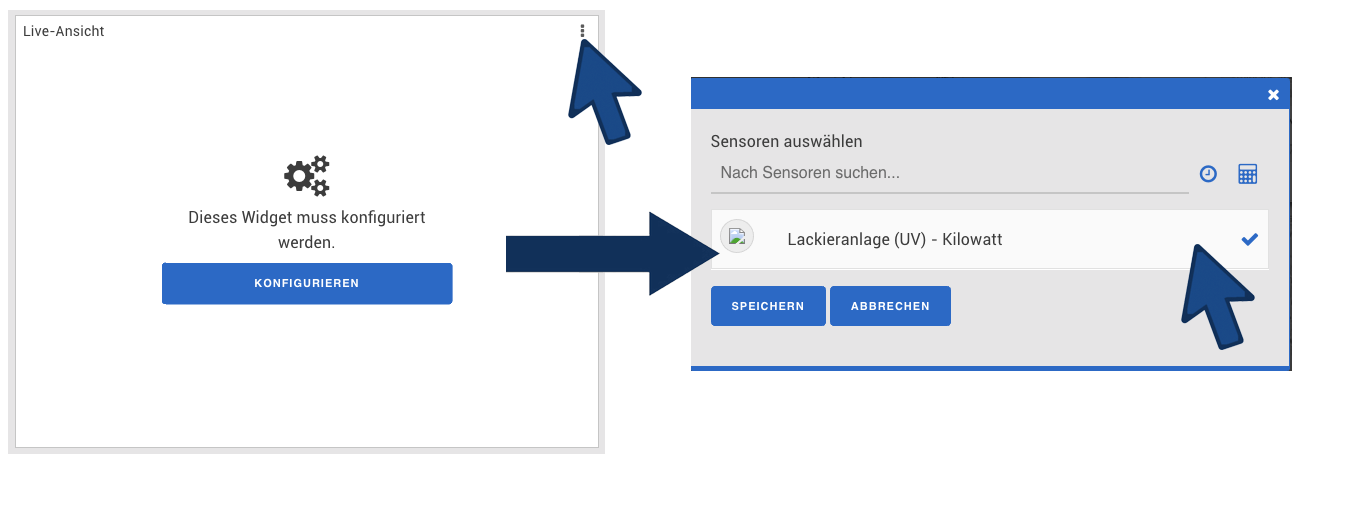 Live-Ansicht
Dieses Widget muss konfiguriert
werden.
KONFIGURIEREN
Sensoren auswählen
Nach Sensoren suchen...
Lackieranlage (UV) - Kilowatt
SPEICHERN
ABBRECHEN